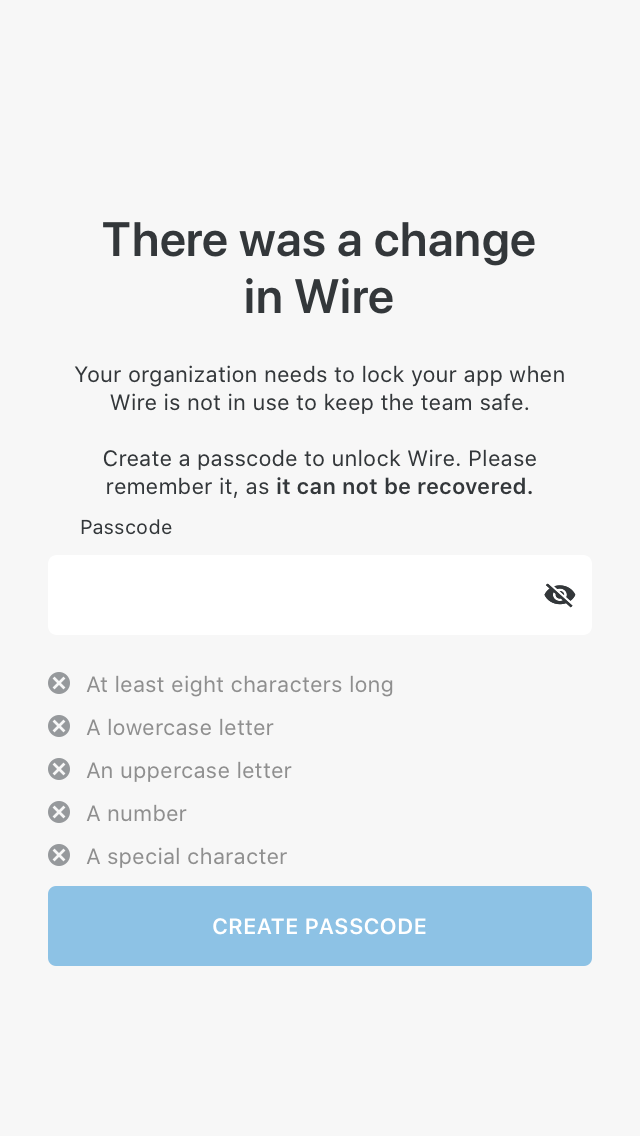 There was a change
in Wire
Your organization needs to lock your app when
Wire is not in use to keep the team safe.
Create a passcode to unlock Wire. Please
remember it, as it can not be recovered.
Passcode
At least eight characters long
A lowercase letter
An uppercase letter
A number
A special character
CREATE PASSCODE